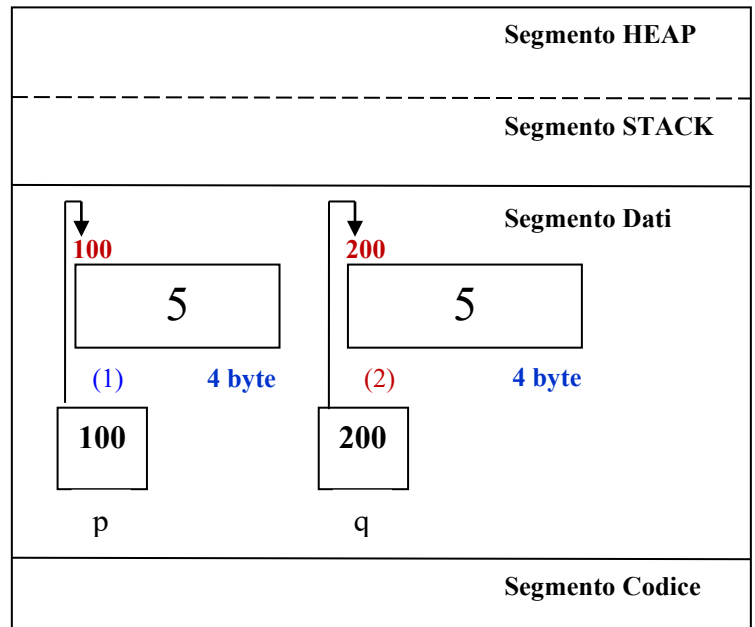 Segmento HEAP
Segmento STACK
Segmento Dati
100 200
5 5
(1) 4 byte (2) 4 byte
100 200
p q
Segmento Codice